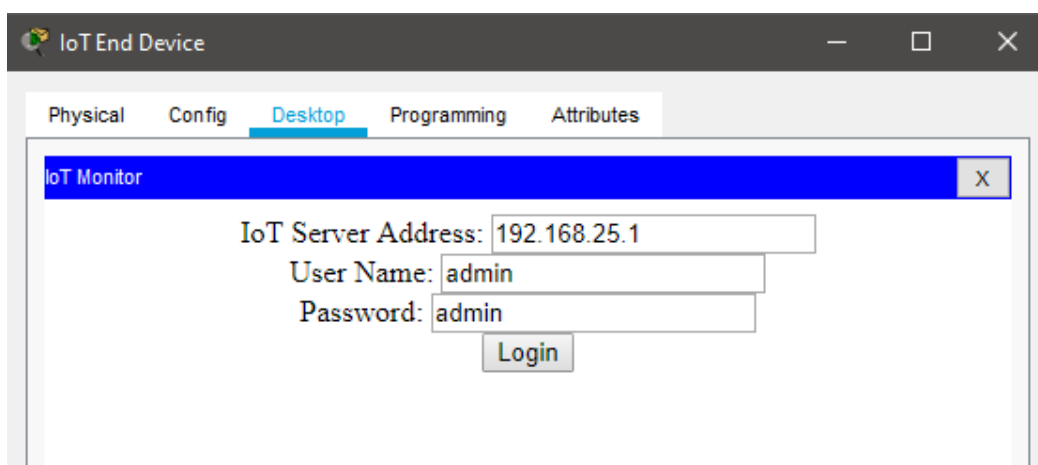 IoT End Device
Physical Config Desktop Programming Attributes
IoT Monitor X
IoT Server Address: 192.168.25.1
User Name: admin
Password: admin
Login